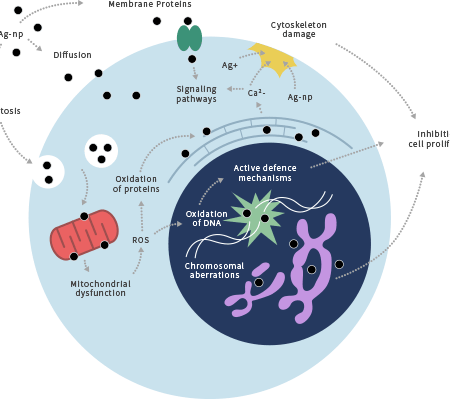 Membrane Proteins
Ag-np
Diffusion
Cytoskeleton
damage
Ag+
Signaling
pathways
Ca²-
Ag-np
tosis
Inhibiti
cell prolif
Active defence
mechanisms
Oxidation
of proteins
Oxidation
of DNA
ROS
Chromosomal
aberrations
Mitochondrial
dysfunction